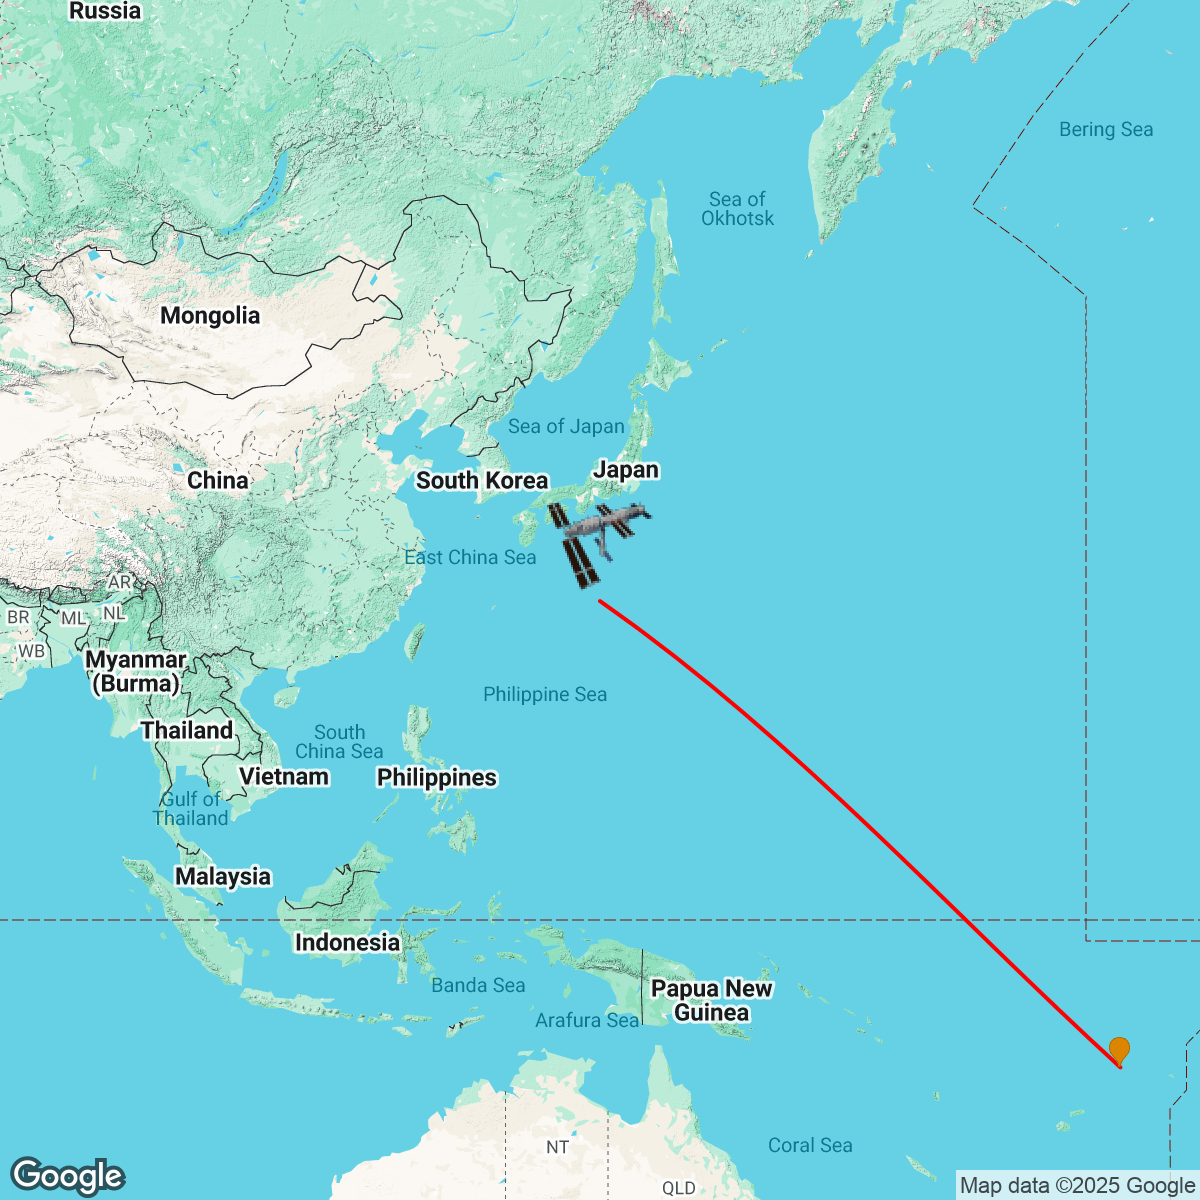 Russia
Bering Sea
Sea of
Okhotsk
Mongolia
Sea of Japan
Japan
China
South Korea
East China Sea
AR
BR
ML
NL
WB
Myanmar
(Burma)
Philippine Sea
Thailand
South
China Sea
Vietnam
Philippines
Gulf of
Thailand
Malaysia
Indonesia
Banda Sea
Papua New
Guinea
Arafura Sea
NT
Coral Sea
QLD
Google
Map data ©2025 Google